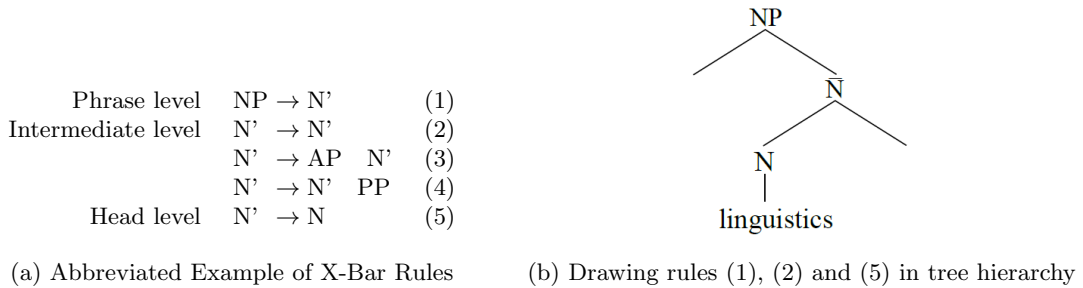 Phrase level NP → N’ (1)
Intermediate level N’ → N’ (2)
N’ → AP N’ (3)
N’ → N’ PP (4)
Head level N’ → N (5)
(a) Abbreviated Example of X-Bar Rules
NP
N̄
N
linguistics
(b) Drawing rules (1), (2) and (5) in tree hierarchy